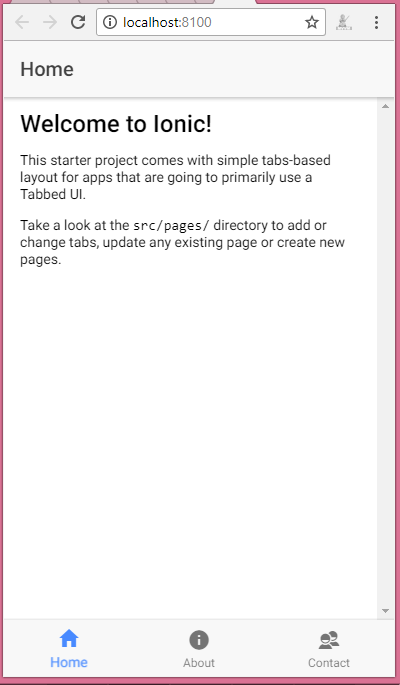 localhost:8100
Home
Welcome to Ionic!
This starter project comes with simple tabs-based
layout for apps that are going to primarily use a
Tabbed UI.
Take a look at the src/pages/ directory to add or
change tabs, update any existing page or create new
pages.
Home
About
Contact